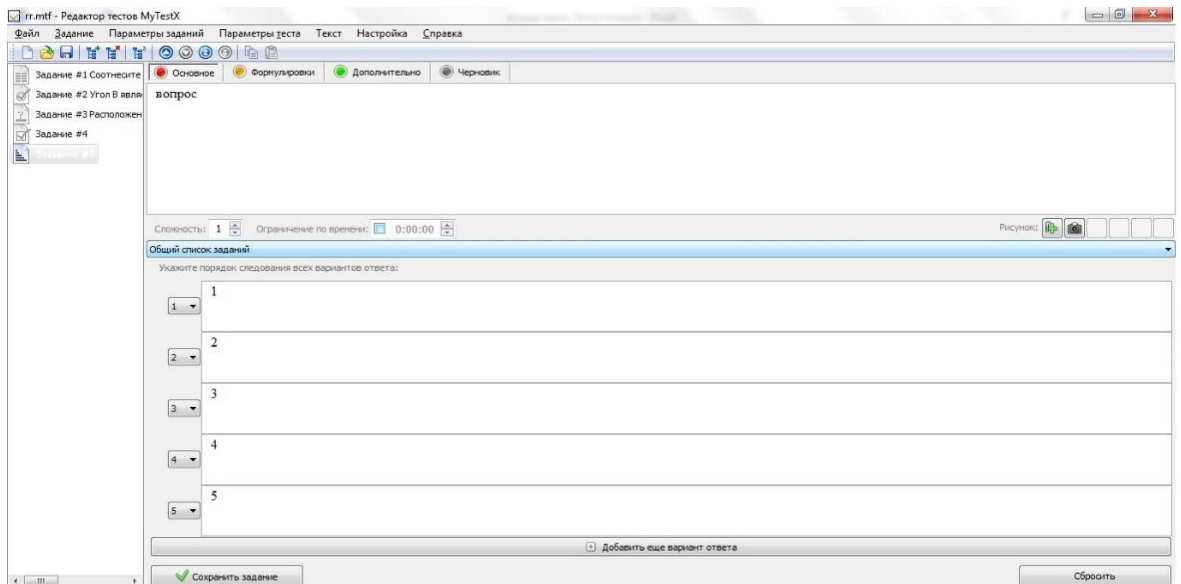 rr.mtf - Редактор тестов MyTestX
Файл Задание Параметры заданий Параметры теста Текст Настройка Справка
Задание #1 Соотнесите
Задание #2 Угол В явля
Задание #3 Расположен
Задание #4
Задание #5
Основное Формулировки Дополнительно Черновик
вопрос
Сложность: 1 Ограничение по времени: 0:00:00 Рисунок:
Общий список заданий
Укажите порядок следования всех вариантов ответа:
1 1
2 2
3 3
4 4
5 5
Добавить еще вариант ответа
Сохранить задание Сбросить